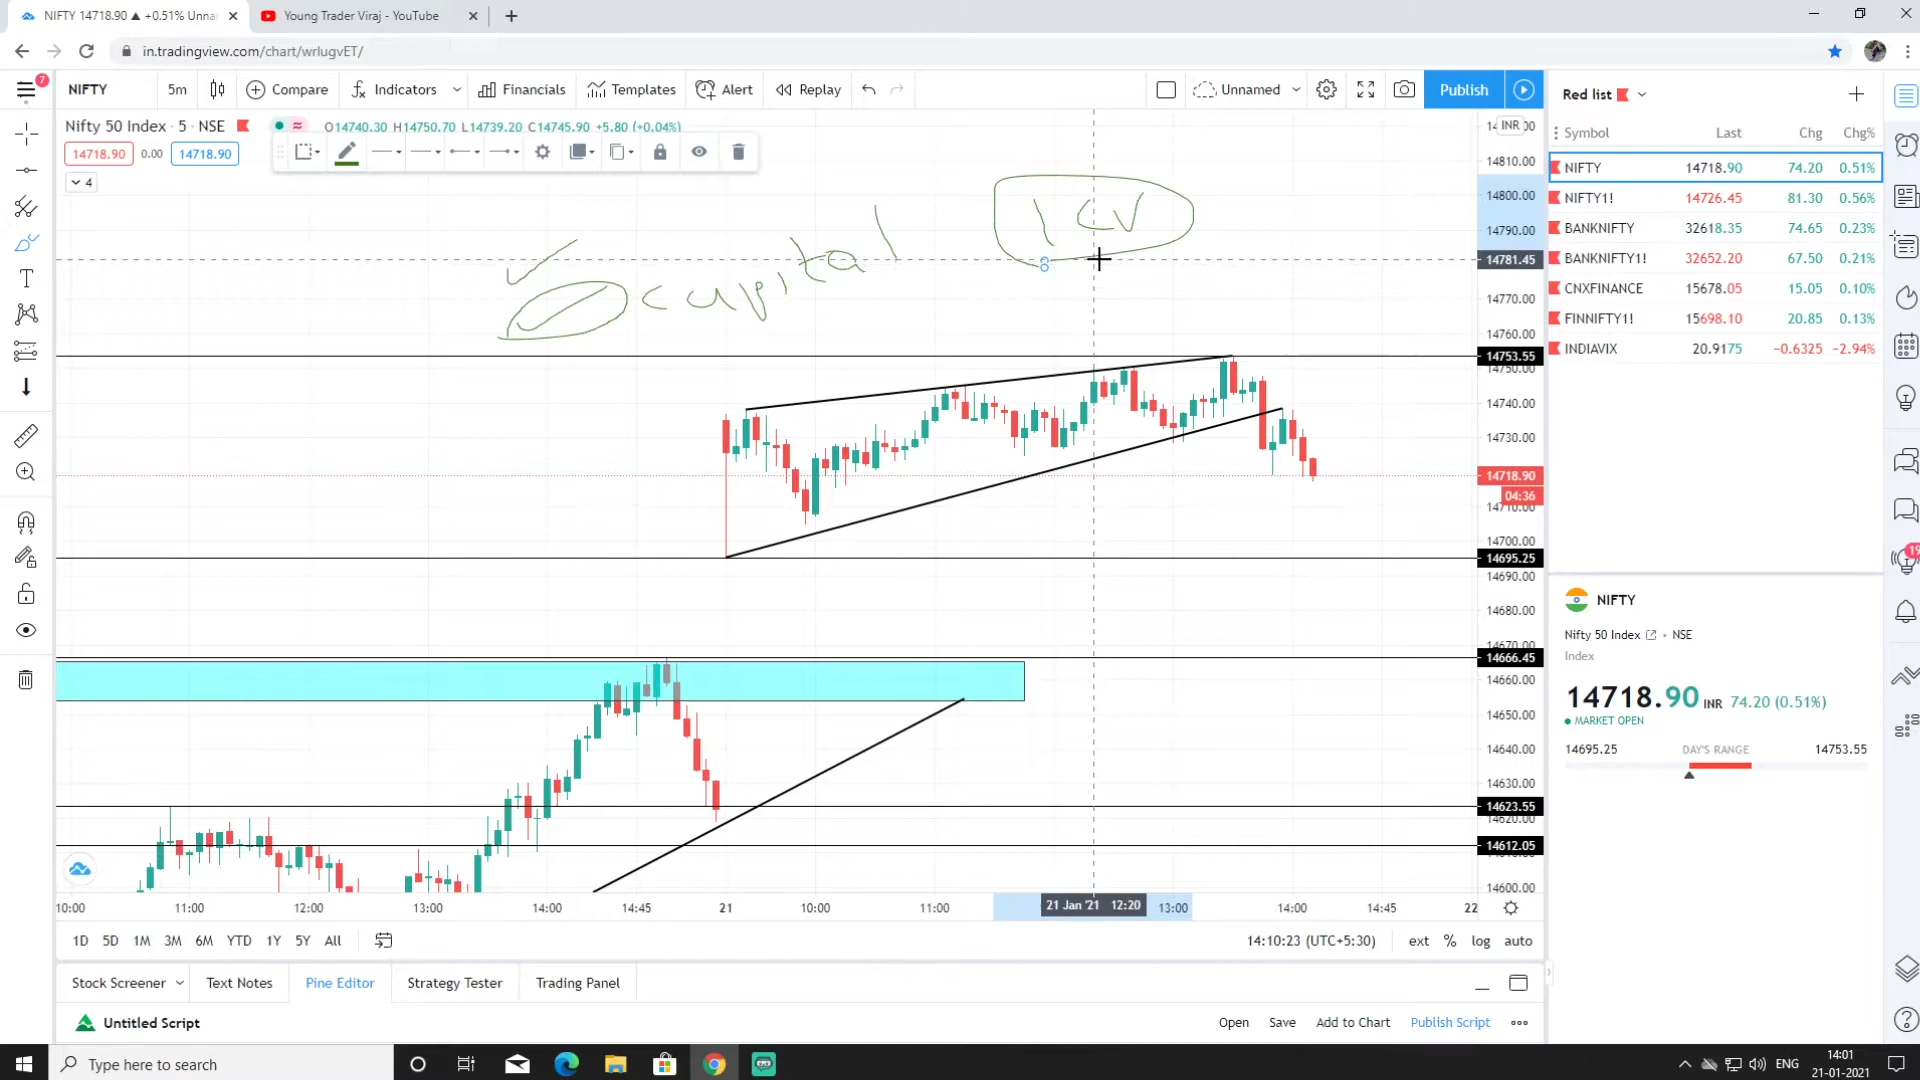 NIFTY 14718.90 ▲ +0.51% Unna
Young Trader Viraj - YouTube
in.tradingview.com/chart/wrlugvET/
7
NIFTY
5m
Compare
Indicators
Financials
Templates
Alert
Replay
Unnamed
Publish
Nifty 50 Index · 5 · NSE
O14740.30 H14750.70 L14739.20 C14745.90 +5.80 (+0.04%)
14718.90 0.00 14718.90
4
INR
14810.00
14800.00
14790.00
14781.45
14770.00
14760.00
14753.55
14750.00
14740.00
14730.00
14718.90
04:36
14710.00
14700.00
14695.25
14690.00
14680.00
14670.00
14666.45
14660.00
14650.00
14640.00
14630.00
14623.55
14620.00
14612.05
14600.00
capital
1 CV
10:00 11:00 12:00 13:00 14:00 14:45 21 10:00 11:00 21 Jan '21 12:20 13:00 14:00 14:45 22
1D 5D 1M 3M 6M YTD 1Y 5Y All
14:10:23 (UTC+5:30)
ext % log auto
Stock Screener
Text Notes
Pine Editor
Strategy Tester
Trading Panel
Untitled Script
Open Save Add to Chart Publish Script
Red list
Symbol Last Chg Chg%
NIFTY 14718.90 74.20 0.51%
NIFTY1! 14726.45 81.30 0.56%
BANKNIFTY 32618.35 74.65 0.23%
BANKNIFTY1! 32652.20 67.50 0.21%
CNXFINANCE 15678.05 15.05 0.10%
FINNIFTY1! 15698.10 20.85 0.13%
INDIAVIX 20.9175 −0.6325 −2.94%
NIFTY
Nifty 50 Index · NSE
Index
14718.90 INR 74.20 (0.51%)
MARKET OPEN
14695.25 DAY'S RANGE 14753.55
19
Type here to search
ENG
14:01
21-01-2021